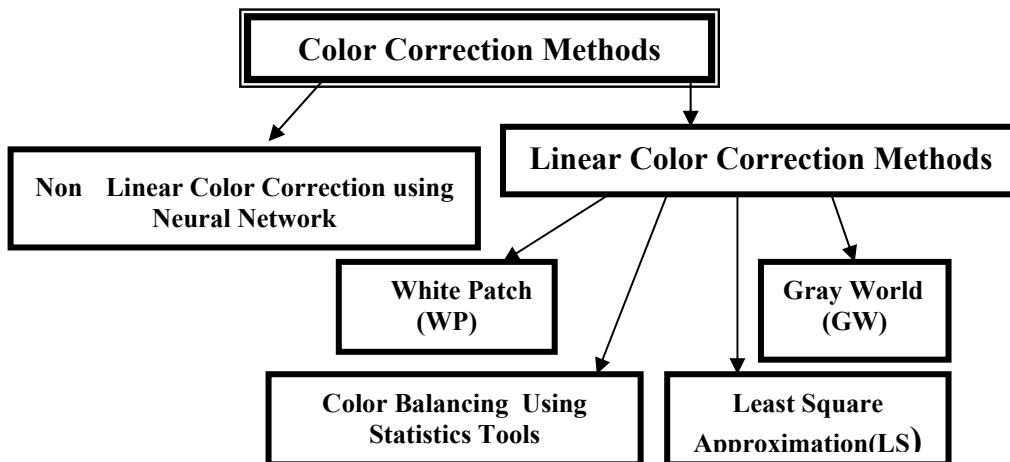 Color Correction Methods
Linear Color Correction Methods
Non Linear Color Correction using
Neural Network
White Patch
(WP)
Gray World
(GW)
Color Balancing Using
Statistics Tools
Least Square
Approximation(LS)